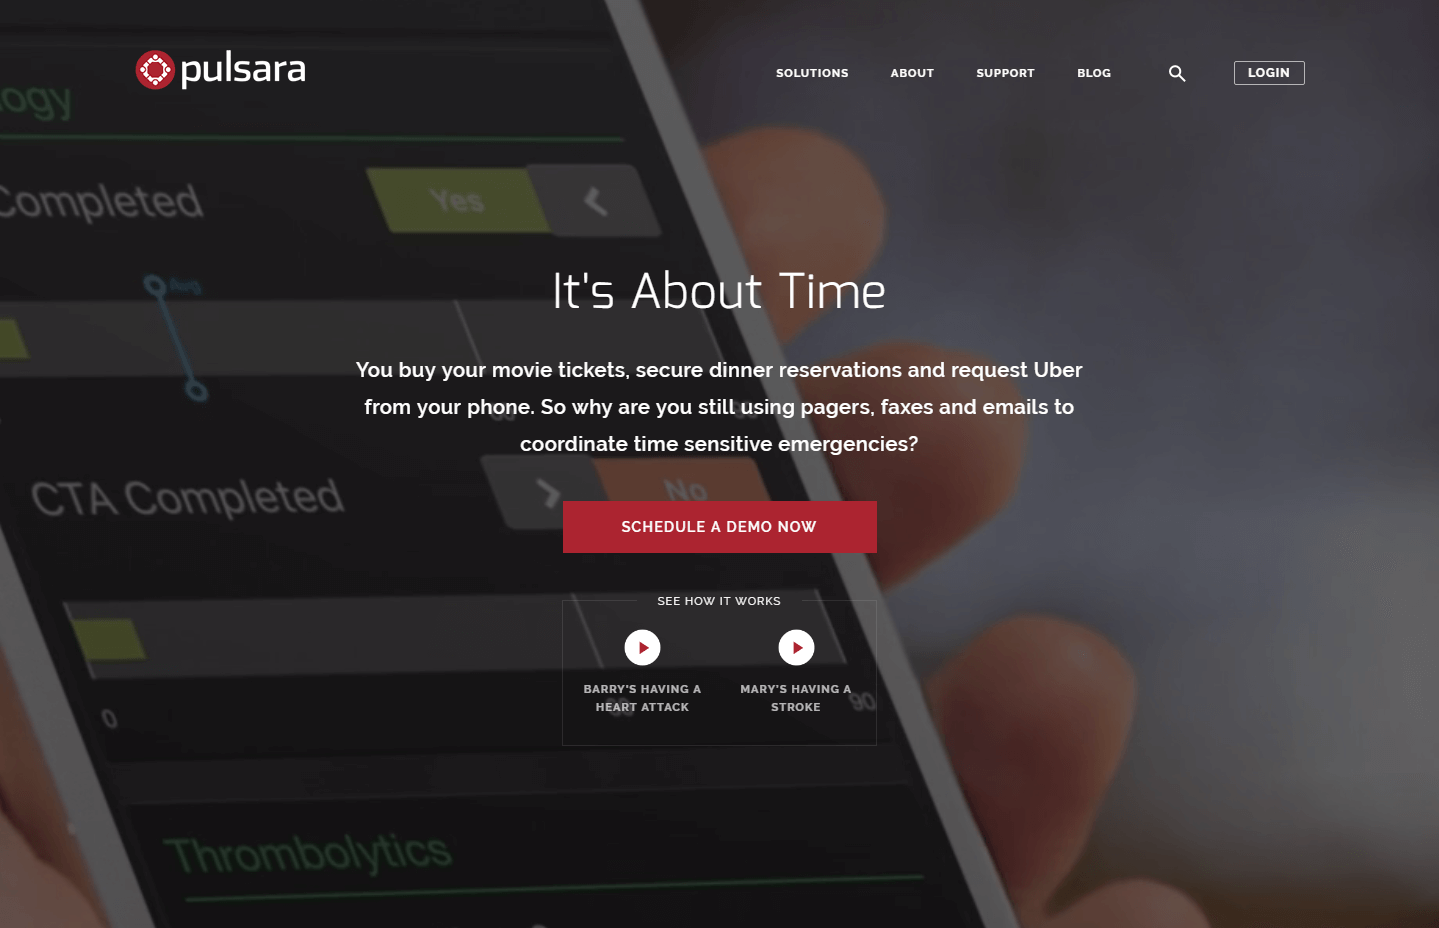 pulsara
SOLUTIONS
ABOUT
SUPPORT
BLOG
LOGIN
ology
Completed
Yes
It's About Time
You buy your movie tickets, secure dinner reservations and request Uber
from your phone. So why are you still using pagers, faxes and emails to
coordinate time sensitive emergencies?
CTA Completed
No
SCHEDULE A DEMO NOW
SEE HOW IT WORKS
BARRY'S HAVING A
HEART ATTACK
MARY'S HAVING A
STROKE
0
90
Thrombolytics